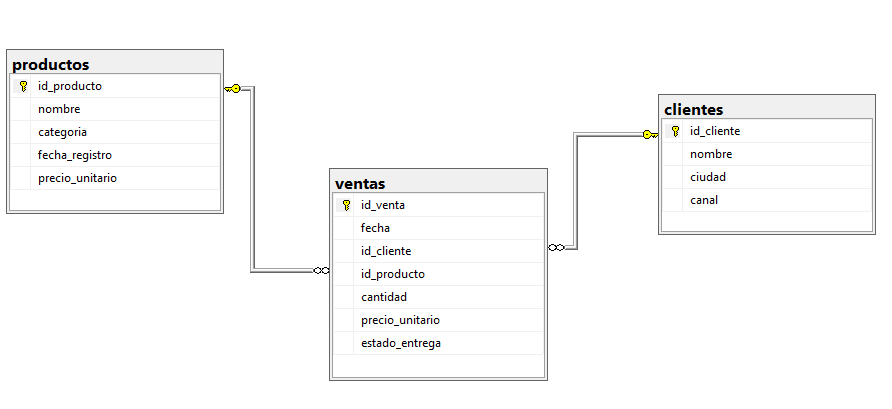 productos
id_producto
nombre
categoria
fecha_registro
precio_unitario
ventas
id_venta
fecha
id_cliente
id_producto
cantidad
precio_unitario
estado_entrega
clientes
id_cliente
nombre
ciudad
canal